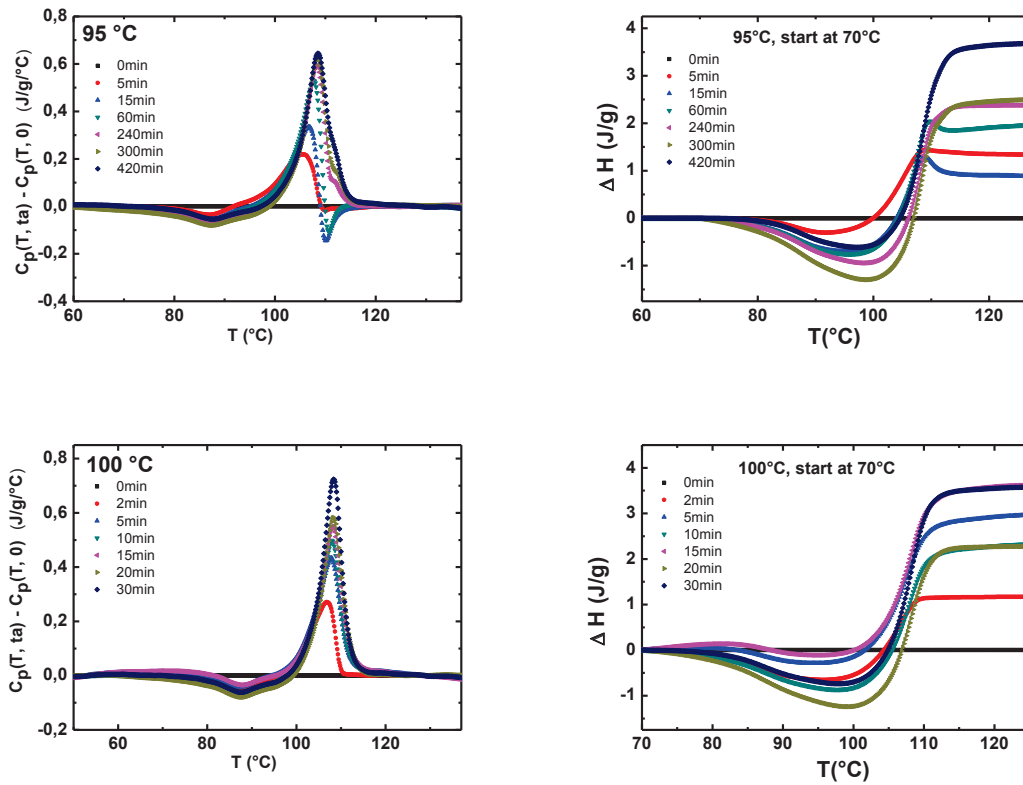 95 °C
0min
5min
15min
60min
240min
300min
420min
0,8
0,6
0,4
0,2
0,0
-0,2
-0,4
60
80
100
120
T (°C)
Cp(T, ta) - Cp(T, 0) (J/g/°C)
95°C, start at 70°C
0min
5min
15min
60min
240min
300min
420min
4
3
2
1
0
-1
60
80
100
120
T(°C)
Δ H (J/g)
100 °C
0min
2min
5min
10min
15min
20min
30min
0,8
0,6
0,4
0,2
0,0
-0,2
60
80
100
120
T (°C)
Cp(T, ta) - Cp(T, 0) (J/g/°C)
100°C, start at 70°C
0min
2min
5min
10min
15min
20min
30min
4
3
2
1
0
-1
70
80
90
100
110
120
T(°C)
Δ H (J/g)